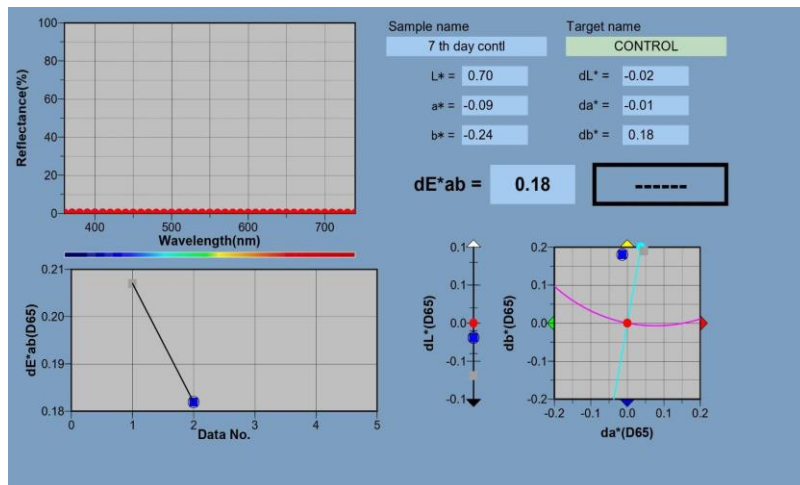 Sample name
Target name
7 th day contl
CONTROL
L* = 0.70
dL* = -0.02
a* = -0.09
da* = -0.01
b* = -0.24
db* = 0.18
dE*ab = 0.18
------
Reflectance(%)
100
80
60
40
20
0
400 500 600 700
Wavelength(nm)
dE*ab(D65)
0.21
0.20
0.19
0.18
0 1 2 3 4 5
Data No.
dL*(D65)
0.1
0.1
0.0
-0.1
-0.1
db*(D65)
0.2
0.1
0.0
-0.1
-0.2
-0.2 -0.1 0.0 0.1 0.2
da*(D65)